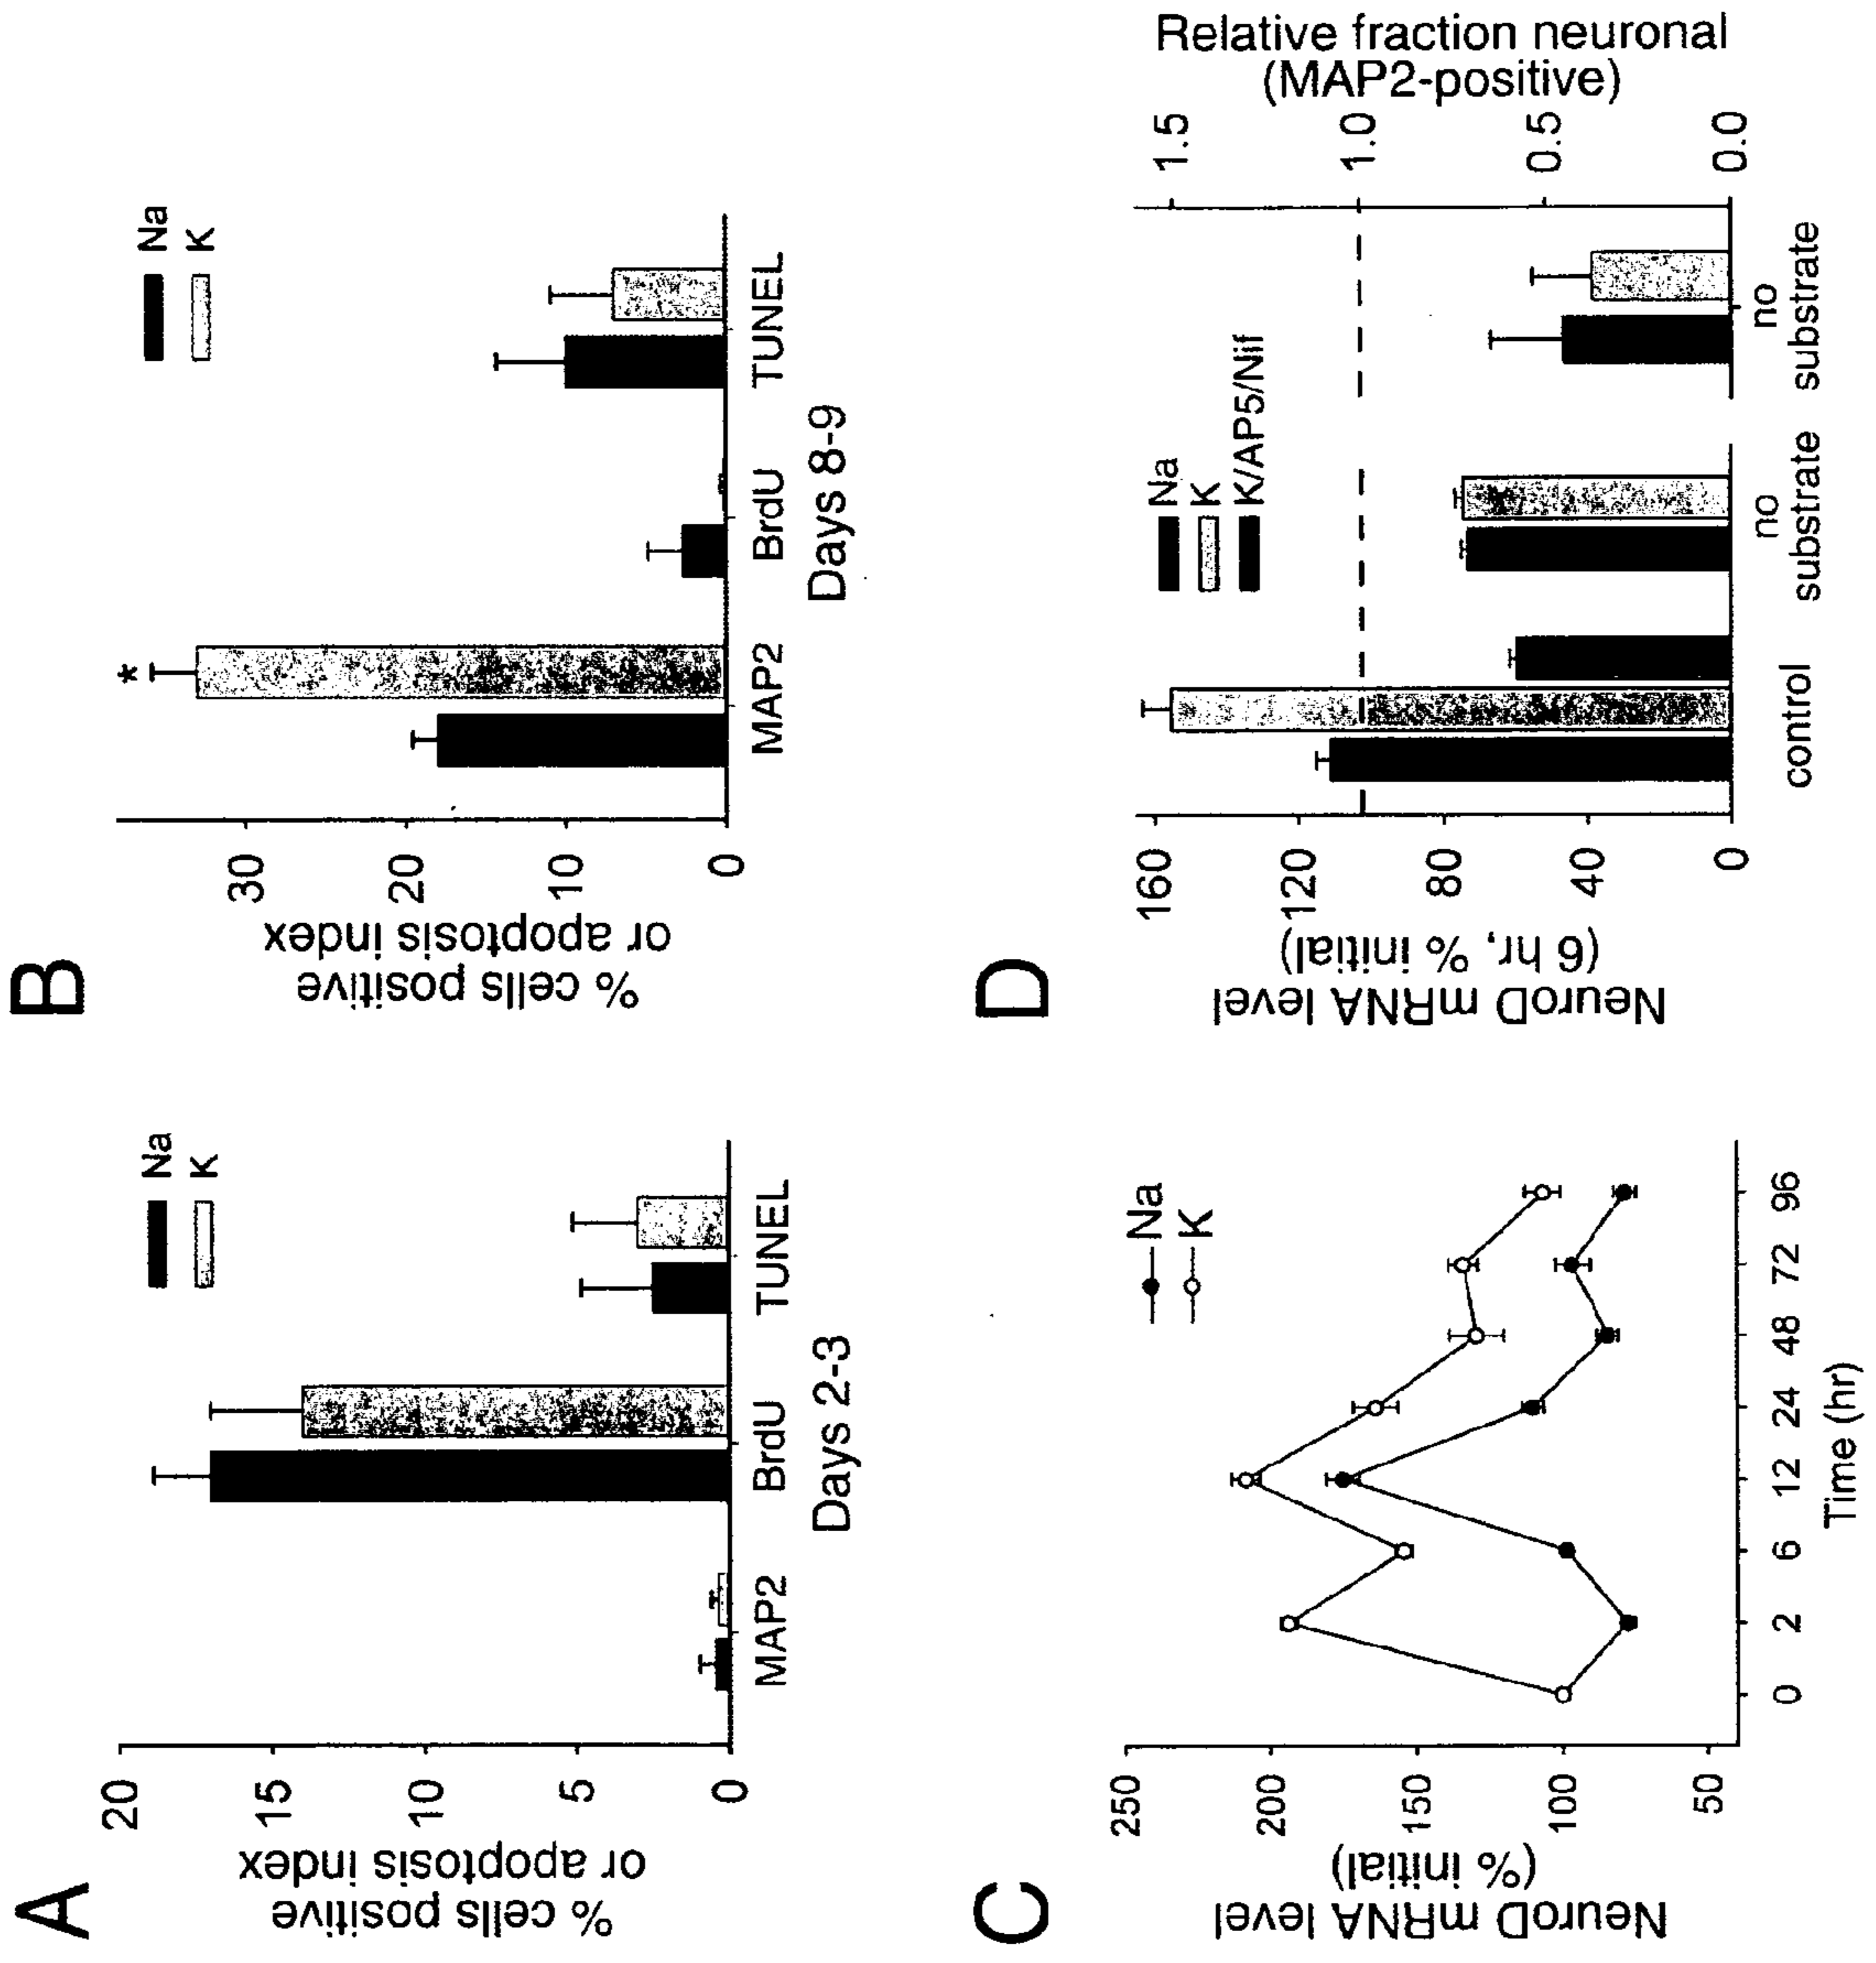 A
% cells positive
or apoptosis index
20
15
10
5
0
Na
K
MAP2
BrdU
TUNEL
Days 2-3
B
% cells positive
or apoptosis index
30
20
10
0
Na
K
*
MAP2
BrdU
TUNEL
Days 8-9
C
NeuroD mRNA level
(% initial)
250
200
150
100
50
Na
K
0
2
6
12
24
48
72
96
Time (hr)
D
NeuroD mRNA level
(6 hr, % initial)
160
120
80
40
0
Na
K
K/AP5/Nif
control
no
substrate
no
substrate
1.5
1.0
0.5
0.0
Relative fraction neuronal
(MAP2-positive)